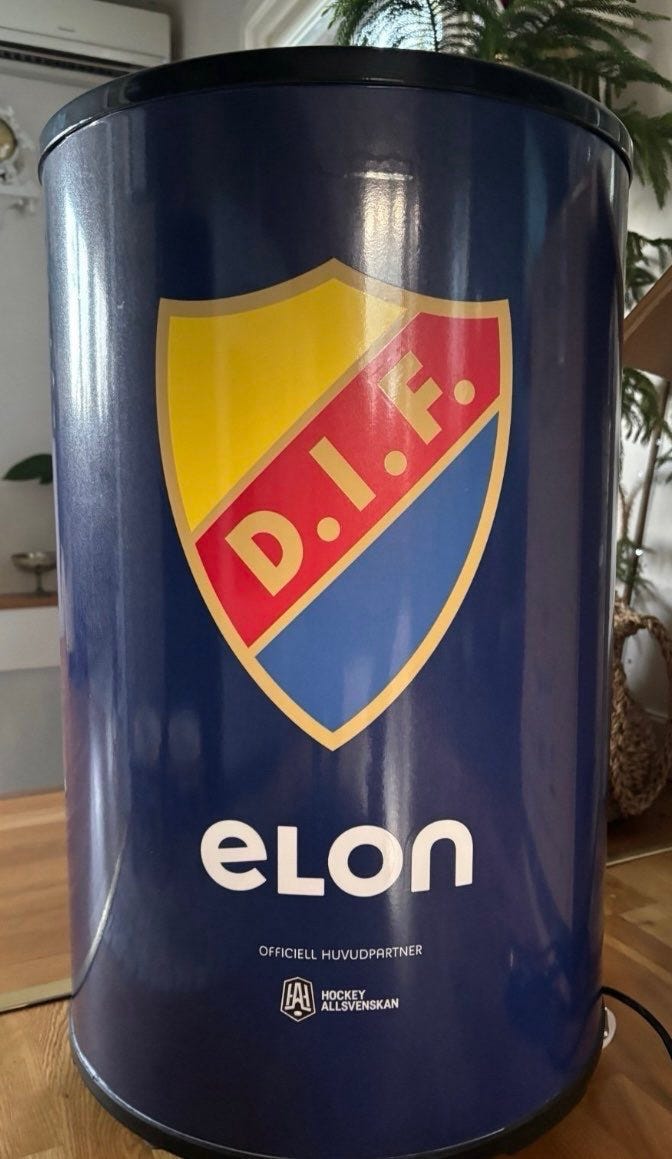 D.I.F.
eLon
OFFICIELL HUVUDPARTNER
HOCKEY
ALLSVENSKAN